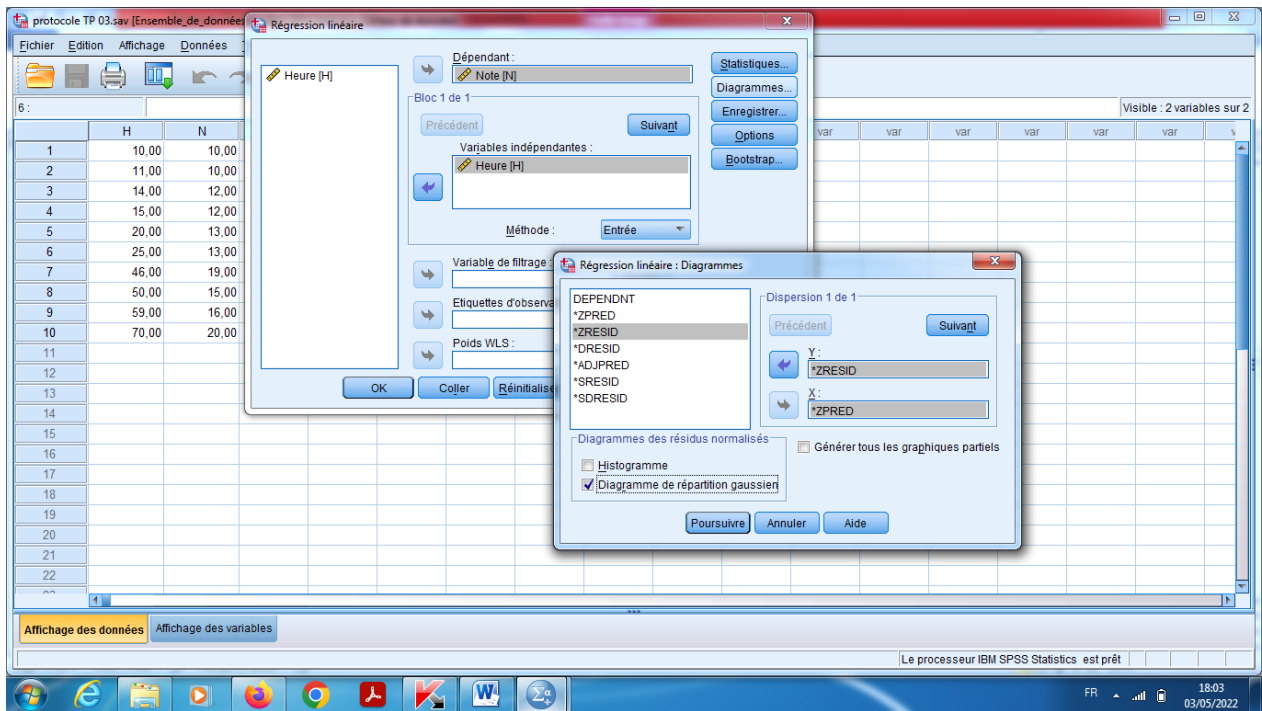 protocole TP 03.sav [Ensemble_de_données
Fichier Edition Affichage Données
6 :
Visible : 2 variables sur 2
H N var var var var var var
1 10,00 10,00
2 11,00 10,00
3 14,00 12,00
4 15,00 12,00
5 20,00 13,00
6 25,00 13,00
7 46,00 19,00
8 50,00 15,00
9 59,00 16,00
10 70,00 20,00
11
12
13
14
15
16
17
18
19
20
21
22
Régression linéaire
Heure [H]
Dépendant :
Note [N]
Bloc 1 de 1
Précédent
Suivant
Variables indépendantes :
Heure [H]
Méthode :
Entrée
Variable de filtrage :
Etiquettes d'observa
Poids WLS :
Statistiques...
Diagrammes...
Enregistrer...
Options
Bootstrap...
OK
Coller
Réinitialise
Régression linéaire : Diagrammes
DEPENDNT
*ZPRED
*ZRESID
*DRESID
*ADJPRED
*SRESID
*SDRESID
Dispersion 1 de 1
Précédent
Suivant
Y :
*ZRESID
X :
*ZPRED
Diagrammes des résidus normalisés
Histogramme
Diagramme de répartition gaussien
Générer tous les graphiques partiels
Poursuivre
Annuler
Aide
Affichage des données
Affichage des variables
Le processeur IBM SPSS Statistics est prêt
FR
18:03
03/05/2022